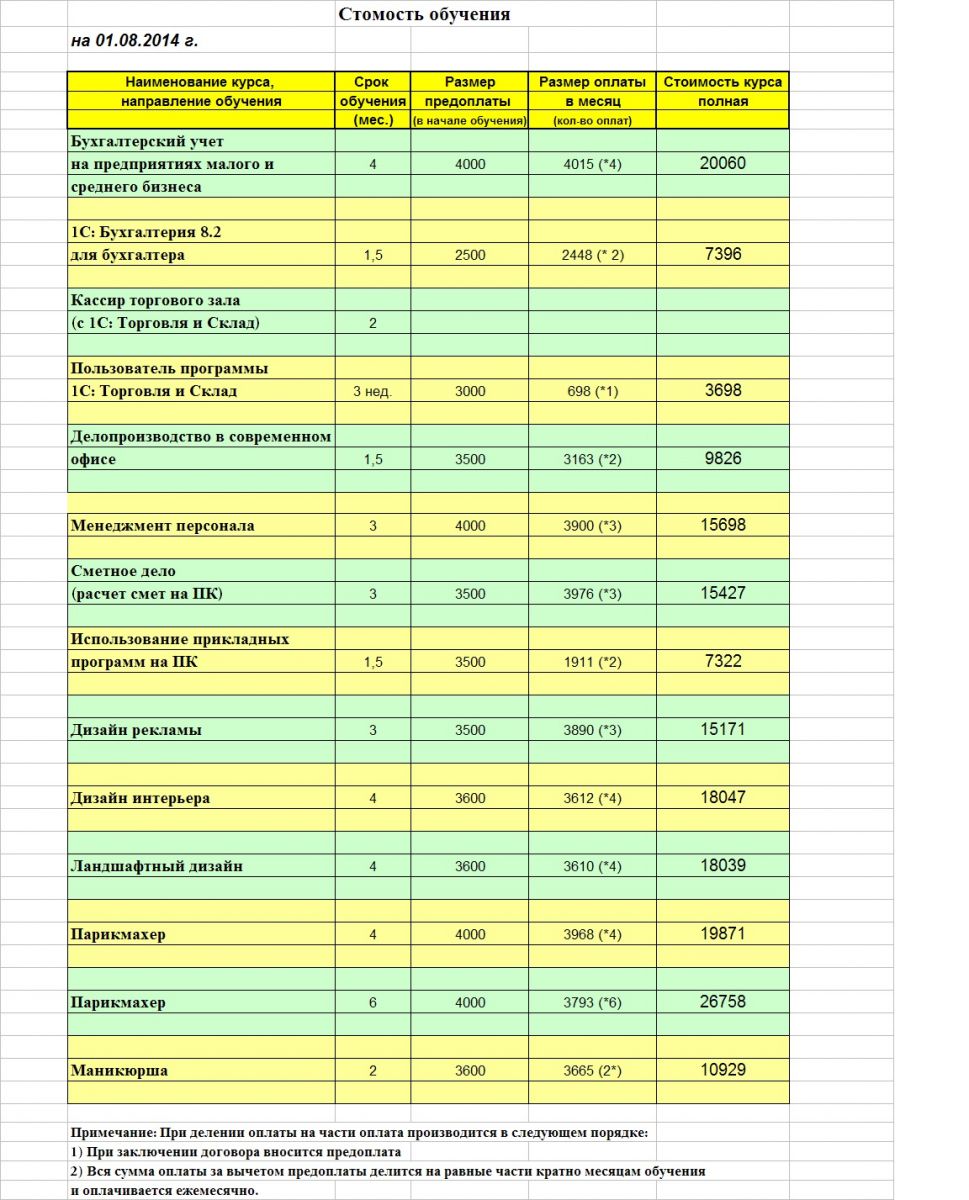 Стомость обучения
на 01.08.2014 г.
Наименование курса, Срок Размер Размер оплаты Стоимость курса
направление обучения обучения предоплаты в месяц полная
(мес.) (в начале обучения) (кол-во оплат)
Бухгалтерский учет
на предприятиях малого и 4 4000 4015 (*4) 20060
среднего бизнеса
1С: Бухгалтерия 8.2
для бухгалтера 1,5 2500 2448 (* 2) 7396
Кассир торгового зала
(с 1С: Торговля и Склад) 2
Пользователь программы
1С: Торговля и Склад 3 нед. 3000 698 (*1) 3698
Делопроизводство в современном
офисе 1,5 3500 3163 (*2) 9826
Менеджмент персонала 3 4000 3900 (*3) 15698
Сметное дело
(расчет смет на ПК) 3 3500 3976 (*3) 15427
Использование прикладных
программ на ПК 1,5 3500 1911 (*2) 7322
Дизайн рекламы 3 3500 3890 (*3) 15171
Дизайн интерьера 4 3600 3612 (*4) 18047
Ландшафтный дизайн 4 3600 3610 (*4) 18039
Парикмахер 4 4000 3968 (*4) 19871
Парикмахер 6 4000 3793 (*6) 26758
Маникюрша 2 3600 3665 (2*) 10929
Примечание: При делении оплаты на части оплата производится в следующем порядке:
1) При заключении договора вносится предоплата
2) Вся сумма оплаты за вычетом предоплаты делится на равные части кратно месяцам обучения
и оплачивается ежемесячно.